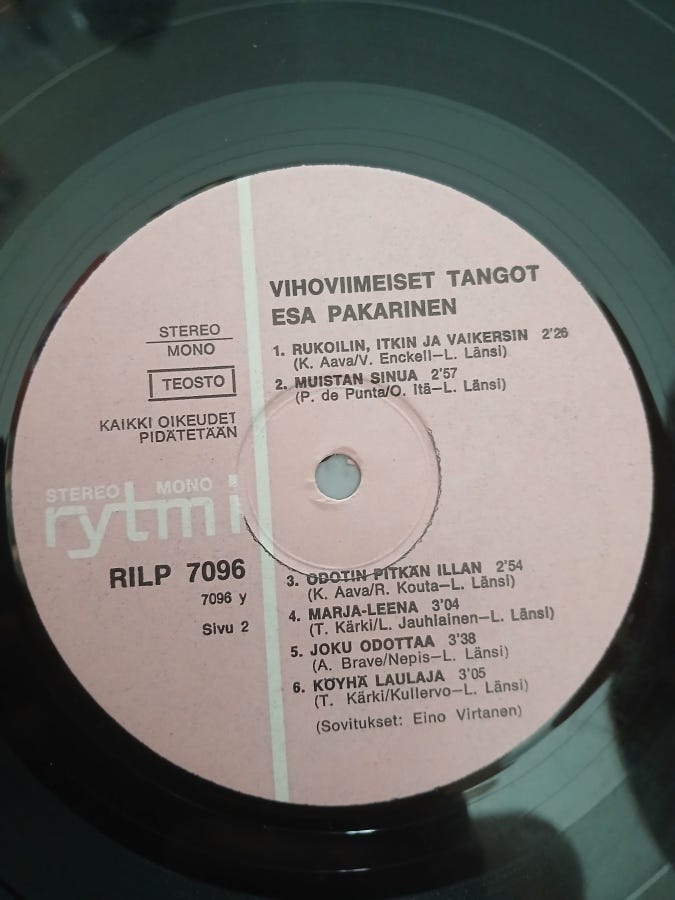 VIHOVIIMEISET TANGOT
ESA PAKARINEN
1. RUKOILIN, ITKIN JA VAIKERSIN 2'26
(K. Aava/V. Enckell–L. Länsi)
2. MUISTAN SINUA 2'57
(P. de Punta/O. Itä–L. Länsi)
STEREO
MONO
TEOSTO
KAIKKI OIKEUDET
PIDÄTETÄÄN
STEREO MONO
rytmi
RILP 7096
7096 y
Sivu 2
3. ODOTIN PITKÄN ILLAN 2'54
(K. Aava/R. Kouta–L. Länsi)
4. MARJA-LEENA 3'04
(T. Kärki/L. Jauhlainen–L. Länsi)
5. JOKU ODOTTAA 3'38
(A. Brave/Nepis–L. Länsi)
6. KÖYHÄ LAULAJA 3'05
(T. Kärki/Kullervo–L. Länsi)
(Sovitukset: Eino Virtanen)